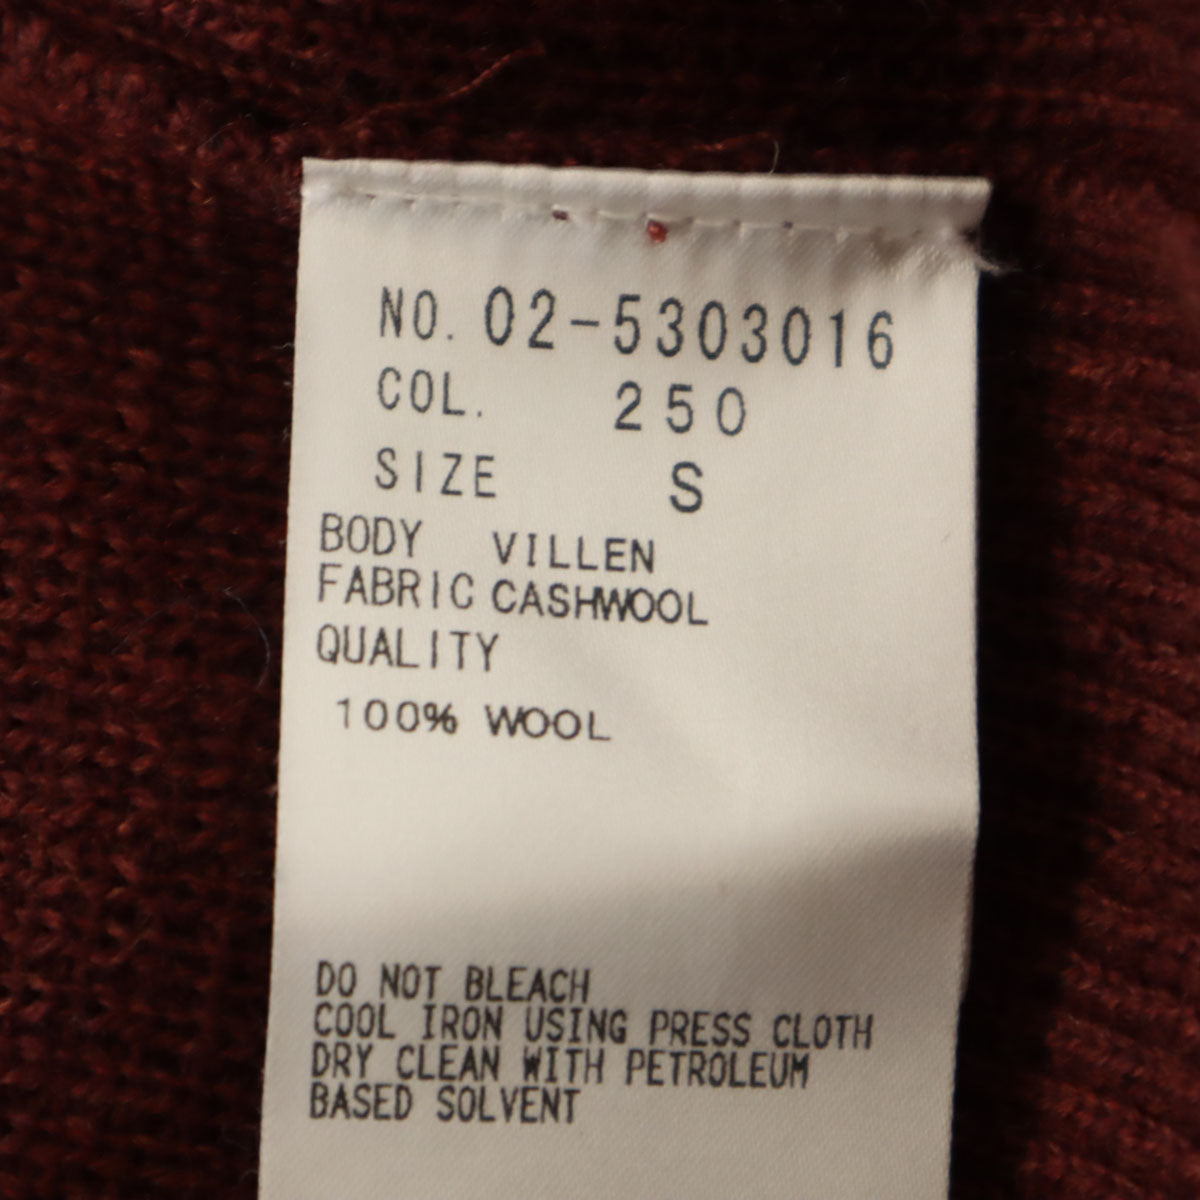 NO. 02-5303016
COL. 250
SIZE S
BODY VILLEN
FABRIC CASHWOOL
QUALITY
100% WOOL
DO NOT BLEACH
COOL IRON USING PRESS CLOTH
DRY CLEAN WITH PETROLEUM
BASED SOLVENT